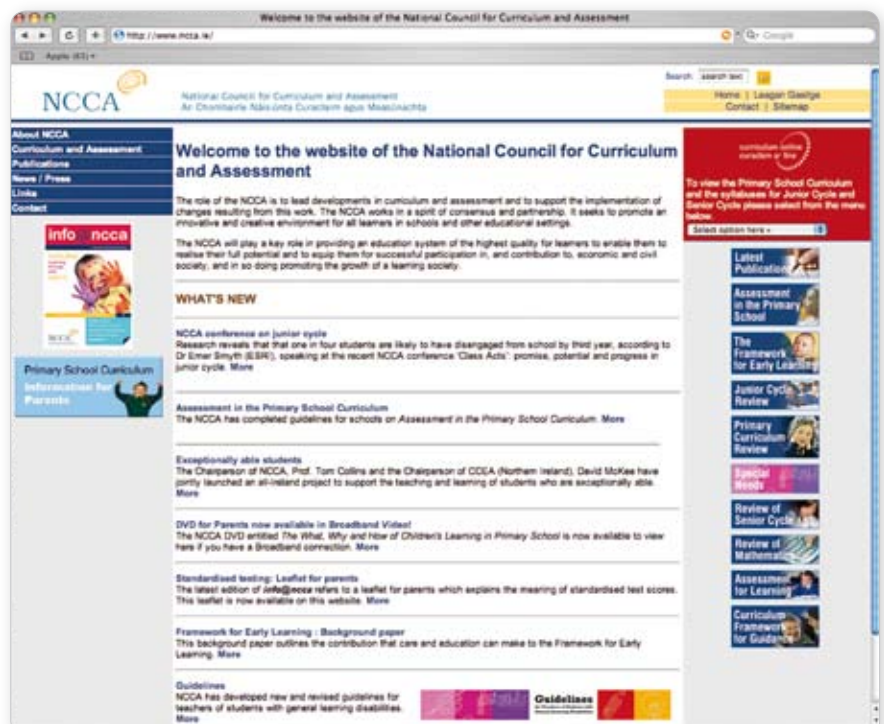 Welcome to the website of the National Council for Curriculum and Assessment
http://www.ncca.ie/
Google
Apple (63)
Search: search text
NCCA
National Council for Curriculum and Assessment
An Chomhairle Náisiúnta Curaclaim agus Measúnachta
Home | Leagan Gaeilge
Contact | Sitemap
About NCCA
Curriculum and Assessment
Publications
News / Press
Links
Contact
info@ncca
NCCA
Primary School Curriculum
Information for
Parents
Welcome to the website of the National Council for Curriculum
and Assessment
The role of the NCCA is to lead developments in curriculum and assessment and to support the implementation of
changes resulting from this work. The NCCA works in a spirit of consensus and partnership. It seeks to promote an
innovative and creative environment for all learners in schools and other educational settings.
The NCCA will play a key role in providing an education system of the highest quality for learners to enable them to
realise their full potential and to equip them for successful participation in, and contribution to, economic and civil
society, and in so doing promoting the growth of a learning society.
WHAT'S NEW
NCCA conference on junior cycle
Research reveals that that one in four students are likely to have disengaged from school by third year, according to
Dr Emer Smyth (ESRI), speaking at the recent NCCA conference 'Class Acts': promise, potential and progress in
junior cycle. More
Assessment in the Primary School Curriculum
The NCCA has completed guidelines for schools on Assessment in the Primary School Curriculum. More
Exceptionally able students
The Chairperson of NCCA, Prof. Tom Collins and the Chairperson of CCEA (Northern Ireland), David McKee have
jointly launched an all-Ireland project to support the teaching and learning of students who are exceptionally able.
More
DVD for Parents now available in Broadband Video!
The NCCA DVD entitled The What, Why and How of Children's Learning in Primary School is now available to view
here if you have a Broadband connection. More
Standardised testing: Leaflet for parents
The latest edition of info@ncca refers to a leaflet for parents which explains the meaning of standardised test scores.
This leaflet is now available on this website. More
Framework for Early Learning : Background paper
This background paper outlines the contribution that care and education can make to the Framework for Early
Learning. More
Guidelines
NCCA has developed new and revised guidelines for
teachers of students with general learning disabilities.
More
Guidelines
curriculum online
curaclam ar líne
To view the Primary School Curriculum
and the syllabuses for Junior Cycle and
Senior Cycle please select from the menu
below.
Select option here
Latest
Publications
Assessment
in the Primary
School
The
Framework
for Early Learning
Junior Cycle
Review
Primary
Curriculum
Review
Special
Needs
Review of
Senior Cycle
Review of
Mathematics
Assessment
for Learning
Curriculum
Framework
for Guidance